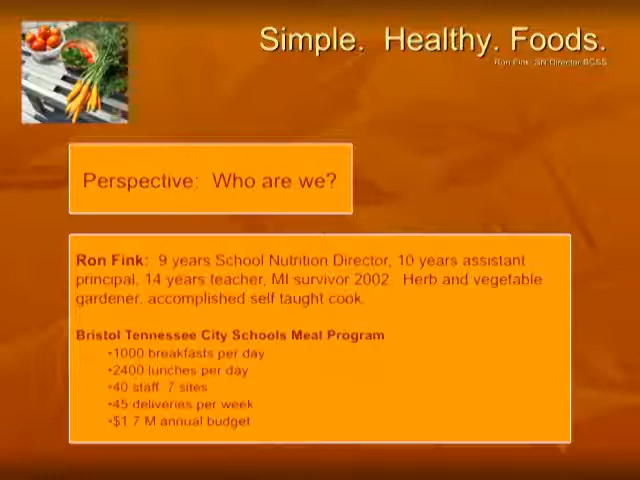 Simple. Healthy. Foods.
Ron Fink, SN Director BCSS
Perspective: Who are we?
Ron Fink: 9 years School Nutrition Director, 10 years assistant
principal, 14 years teacher, MI survivor 2002 Herb and vegetable
gardener, accomplished self taught cook
Bristol Tennessee City Schools Meal Program
•1000 breakfasts per day
•2400 lunches per day
•40 staff 7 sites
•45 deliveries per week
•$1.7 M annual budget